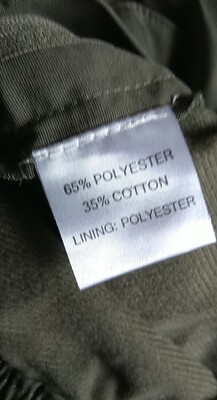 65% POLYESTER
35% COTTON
LINING: POLYESTER